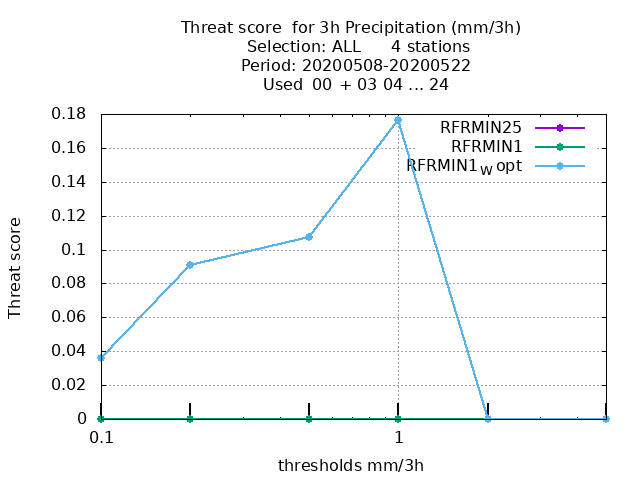 Threat score  for 3h Precipitation (mm/3h)
Selection: ALL      4 stations
Period: 20200508-20200522
Used  00  + 03 04 ... 24
0.18
0.16
0.14
0.12
0.1
0.08
0.06
0.04
0.02
0
Threat score
RFRMIN25
RFRMIN1
RFRMIN1W opt
0.1
1
thresholds mm/3h